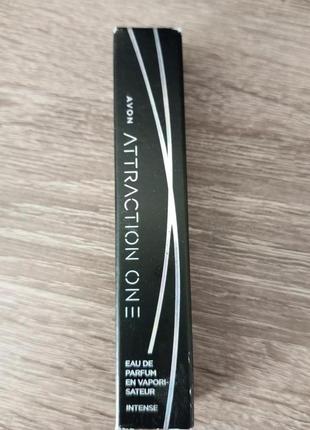 AVON
ATTRACTION ONE
EAU DE
PARFUM
EN VAPORI-
SATEUR
INTENSE